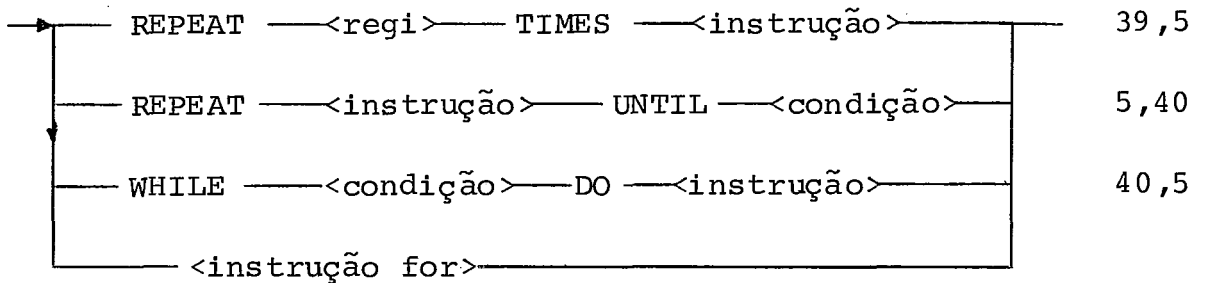 REPEAT <regi> TIMES <instrução> 39,5
REPEAT <instrução> UNTIL <condição> 5,40
WHILE <condição> DO <instrução> 40,5
<instrução for>